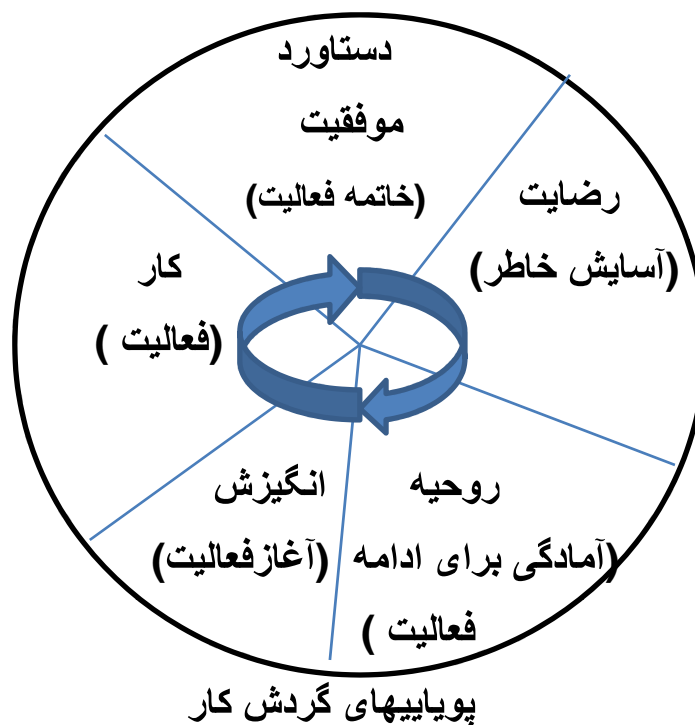 دستاورد
موفقیت
(خاتمه فعالیت)
رضایت
(آسایش خاطر)
کار
(فعالیت )
انگیزش
(آغازفعالیت)
روحیه
(آمادگی برای ادامه
فعالیت )
پویاییهای گردش کار